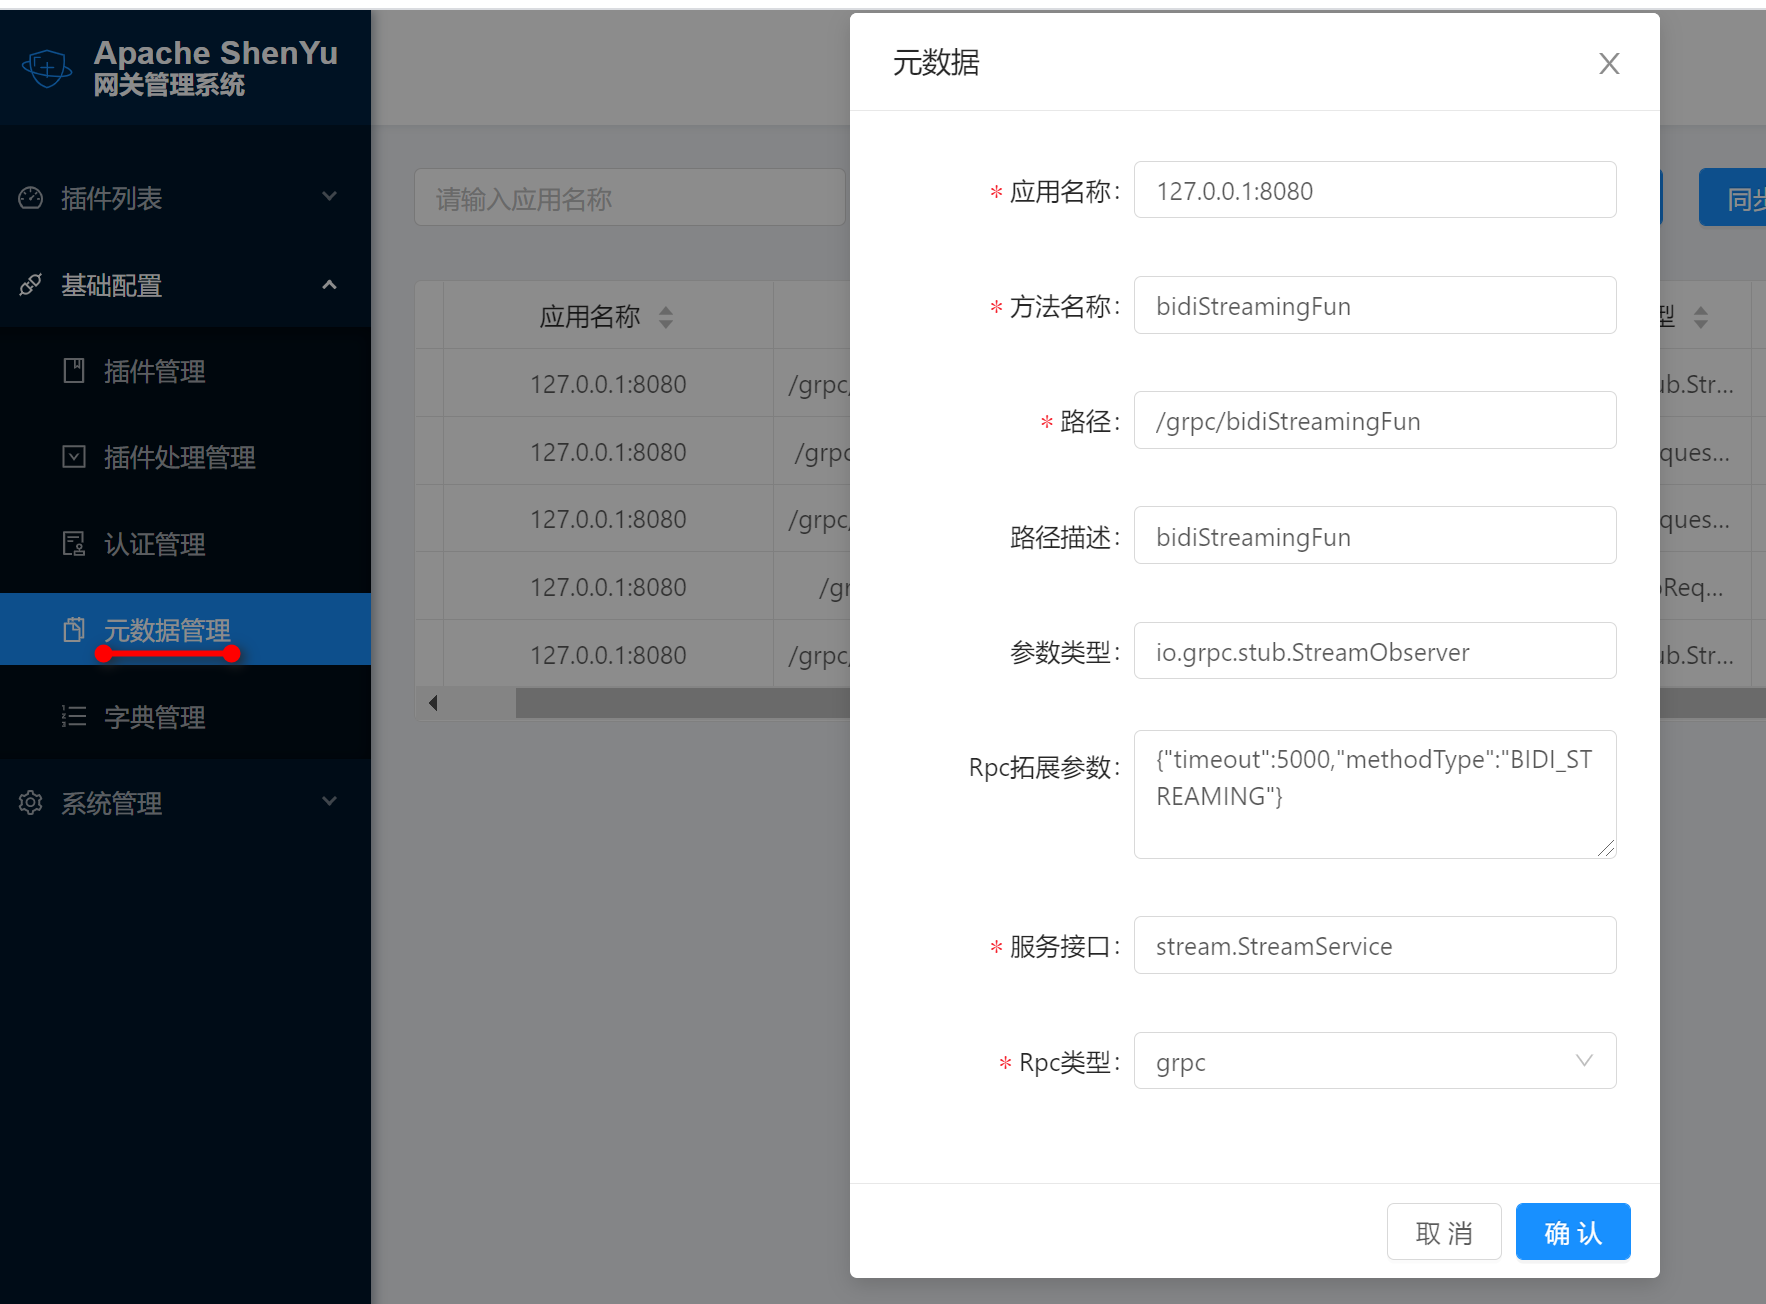 Apache ShenYu
网关管理系统
插件列表
基础配置
插件管理
插件处理管理
认证管理
元数据管理
字典管理
系统管理
请输入应用名称
同步
应用名称
型
127.0.0.1:8080 /grpc/ ub.Str...
127.0.0.1:8080 /grpc ques...
127.0.0.1:8080 /grpc/ ques...
127.0.0.1:8080 /gr Req...
127.0.0.1:8080 /grpc/ ub.Str...
元数据
* 应用名称: 127.0.0.1:8080
* 方法名称: bidiStreamingFun
* 路径: /grpc/bidiStreamingFun
路径描述: bidiStreamingFun
参数类型: io.grpc.stub.StreamObserver
Rpc拓展参数: {"timeout":5000,"methodType":"BIDI_ST
REAMING"}
* 服务接口: stream.StreamService
* Rpc类型: grpc
取 消 确 认